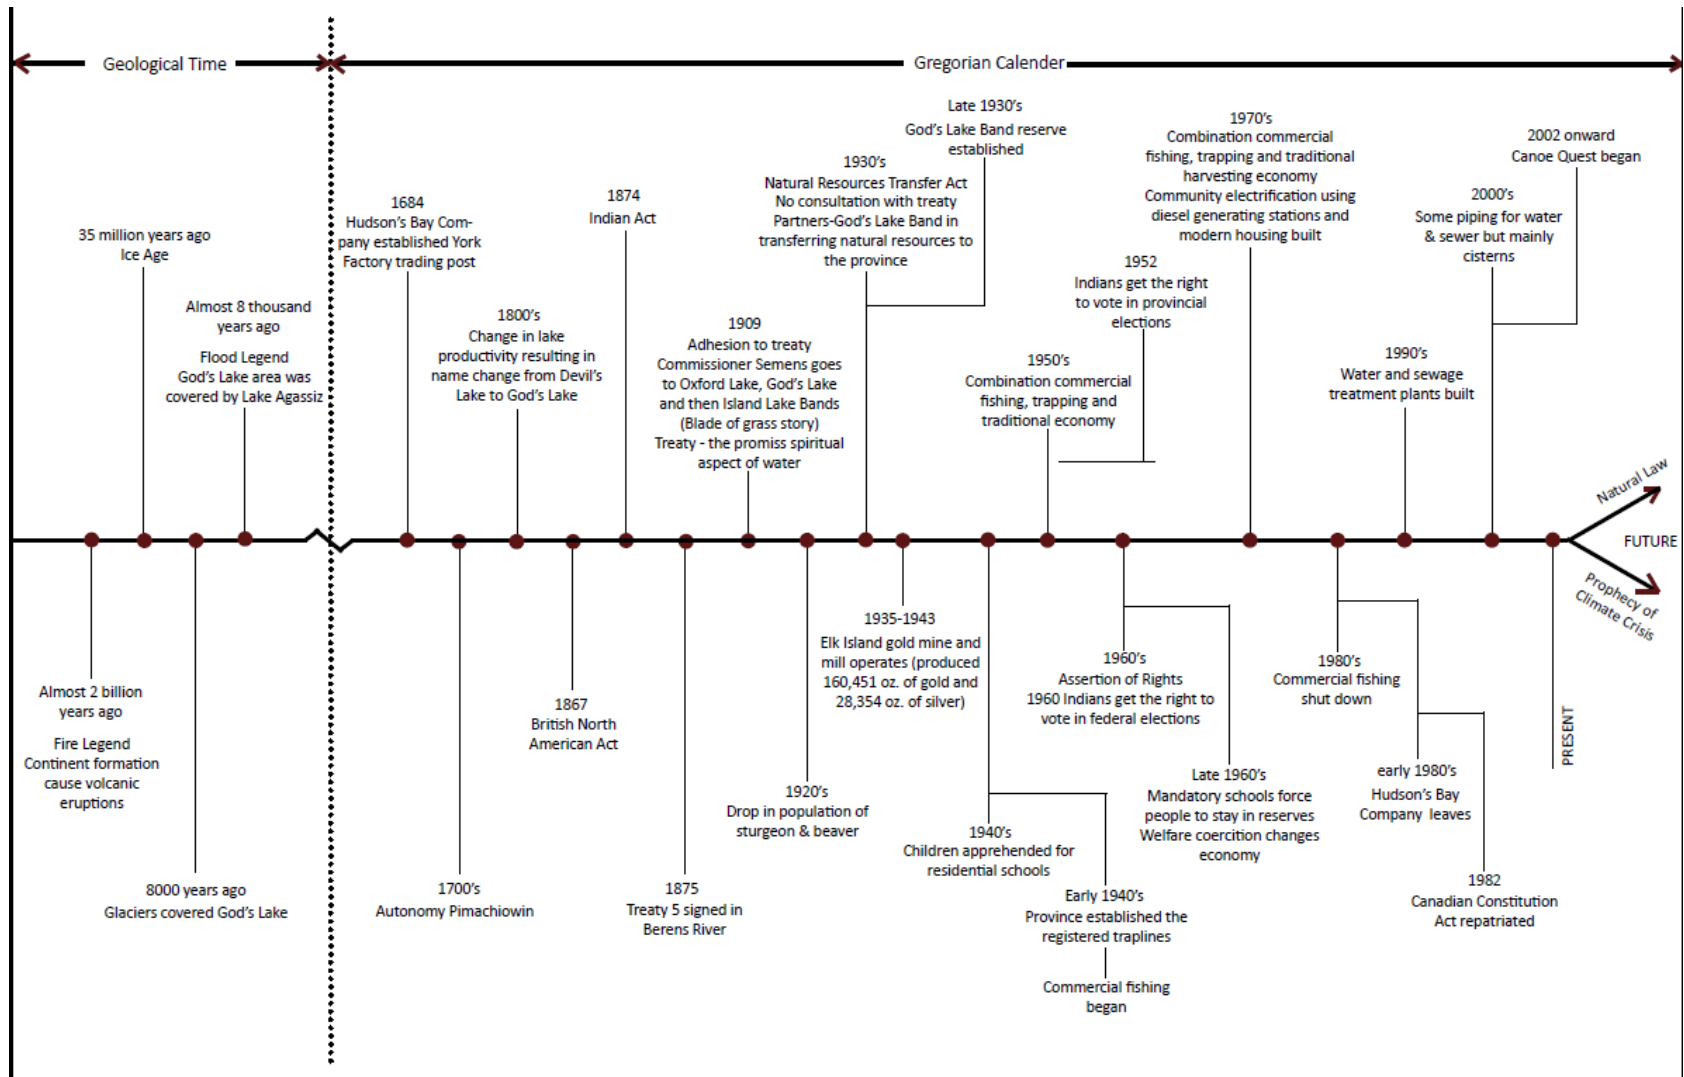 Geological Time
Gregorian Calender
35 million years ago
Ice Age
Almost 8 thousand
years ago
Flood Legend
God's Lake area was
covered by Lake Agassiz
1684
Hudson's Bay Com-
pany established York
Factory trading post
1800's
Change in lake
productivity resulting in
name change from Devil's
Lake to God's Lake
1874
Indian Act
1909
Adhesion to treaty
Commissioner Semens goes
to Oxford Lake, God's Lake
and then Island Lake Bands
(Blade of grass story)
Treaty - the promiss spiritual
aspect of water
1930's
Natural Resources Transfer Act
No consultation with treaty
Partners-God's Lake Band in
transferring natural resources to
the province
Late 1930's
God's Lake Band reserve
established
1950's
Combination commercial
fishing, trapping and
traditional economy
1952
Indians get the right
to vote in provincial
elections
1970's
Combination commercial
fishing, trapping and traditional
harvesting economy
Community electrification using
diesel generating stations and
modern housing built
1990's
Water and sewage
treatment plants built
2000's
Some piping for water
& sewer but mainly
cisterns
2002 onward
Canoe Quest began
Natural Law
FUTURE
Prophecy of
Climate Crisis
Almost 2 billion
years ago
Fire Legend
Continent formation
cause volcanic
eruptions
8000 years ago
Glaciers covered God's Lake
1700's
Autonomy Pimachiowin
1867
British North
American Act
1875
Treaty 5 signed in
Berens River
1920's
Drop in population of
sturgeon & beaver
1935-1943
Elk Island gold mine and
mill operates (produced
160,451 oz. of gold and
28,354 oz. of silver)
1940's
Children apprehended for
residential schools
Early 1940's
Province established the
registered traplines
Commercial fishing
began
1960's
Assertion of Rights
1960 Indians get the right to
vote in federal elections
Late 1960's
Mandatory schools force
people to stay in reserves
Welfare coercition changes
economy
1980's
Commercial fishing
shut down
early 1980's
Hudson's Bay
Company leaves
1982
Canadian Constitution
Act repatriated
PRESENT